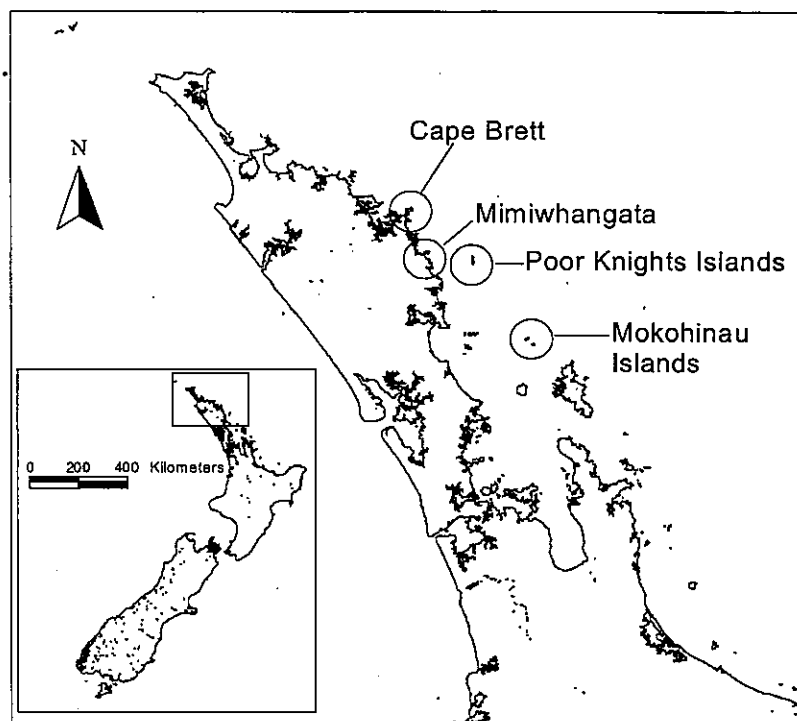 Cape Brett
N
Mimiwhangata
Poor Knights Islands
Mokohinau
Islands
0 200 400 Kilometers